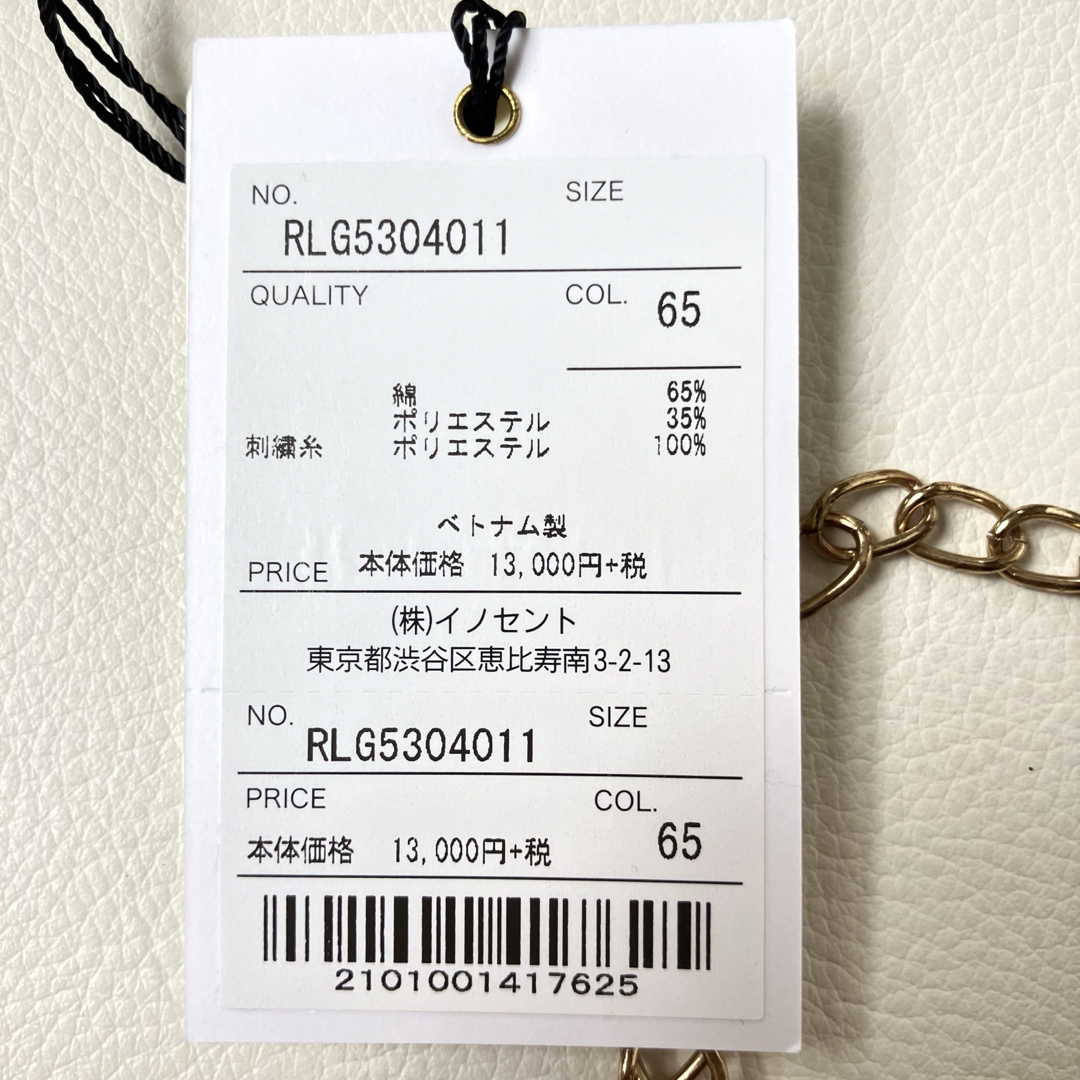 NO. SIZE
RLG5304011
QUALITY COL. 65
綿 65%
ポリエステル 35%
刺繍糸 ポリエステル 100%
ベトナム製
PRICE 本体価格 13,000円+税
(株)イノセント
東京都渋谷区恵比寿南3-2-13
NO. SIZE
RLG5304011
PRICE COL.
本体価格 13,000円+税 65
2101001417625